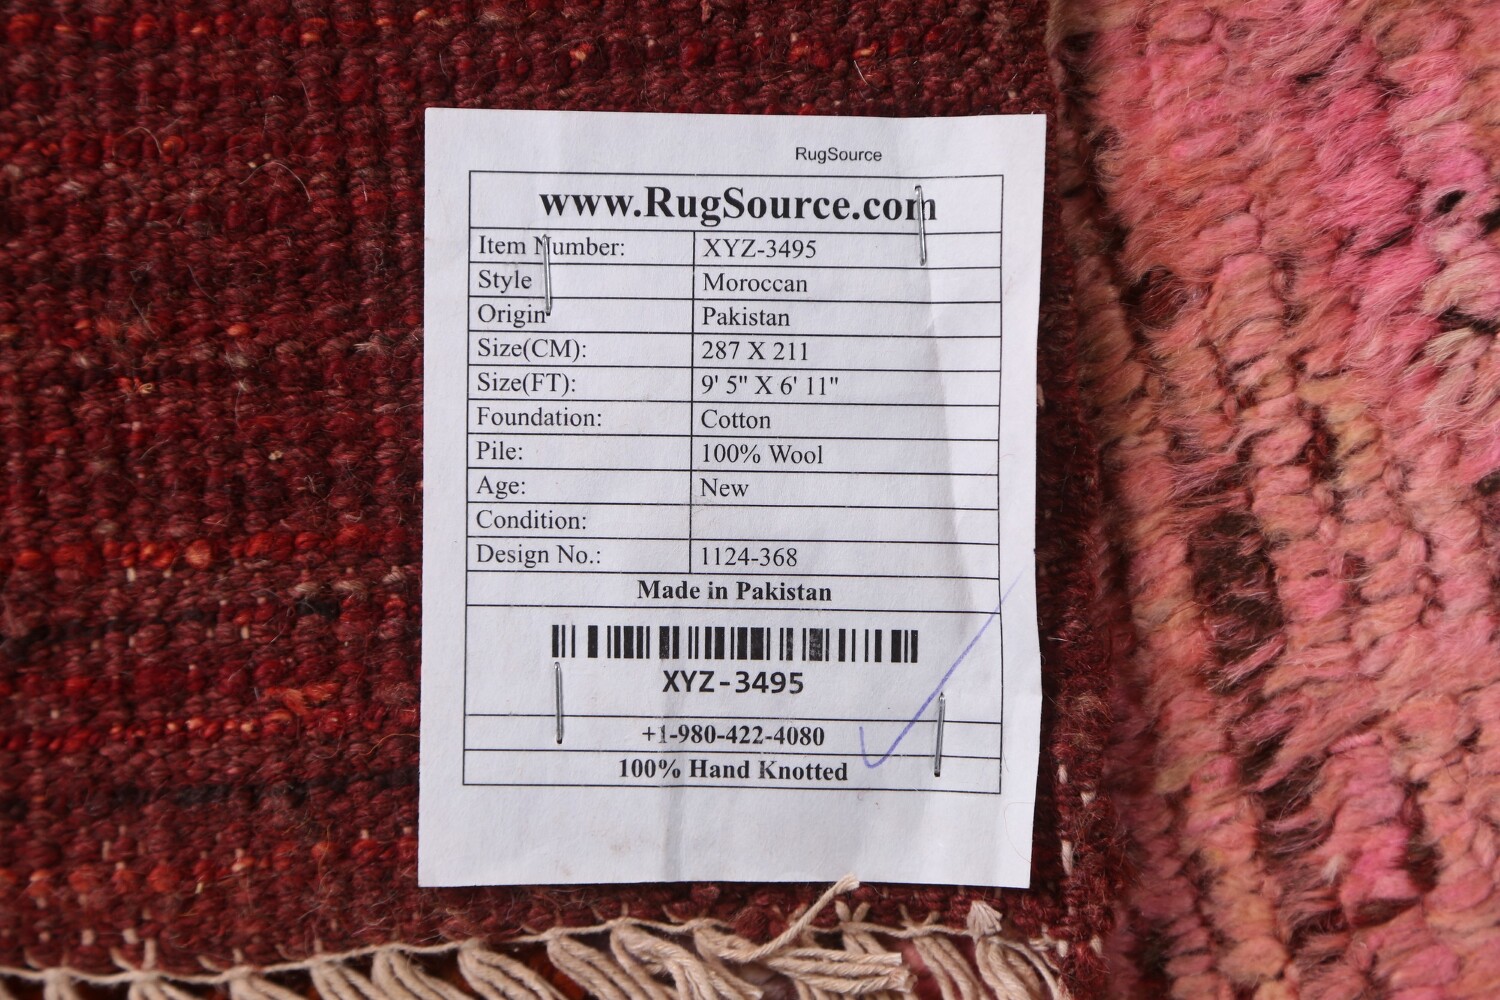 RugSource
www.RugSource.com
Item Number: XYZ-3495
Style Moroccan
Origin Pakistan
Size(CM): 287 X 211
Size(FT): 9' 5" X 6' 11"
Foundation: Cotton
Pile: 100% Wool
Age: New
Condition:
Design No.: 1124-368
Made in Pakistan
XYZ-3495
+1-980-422-4080
100% Hand Knotted